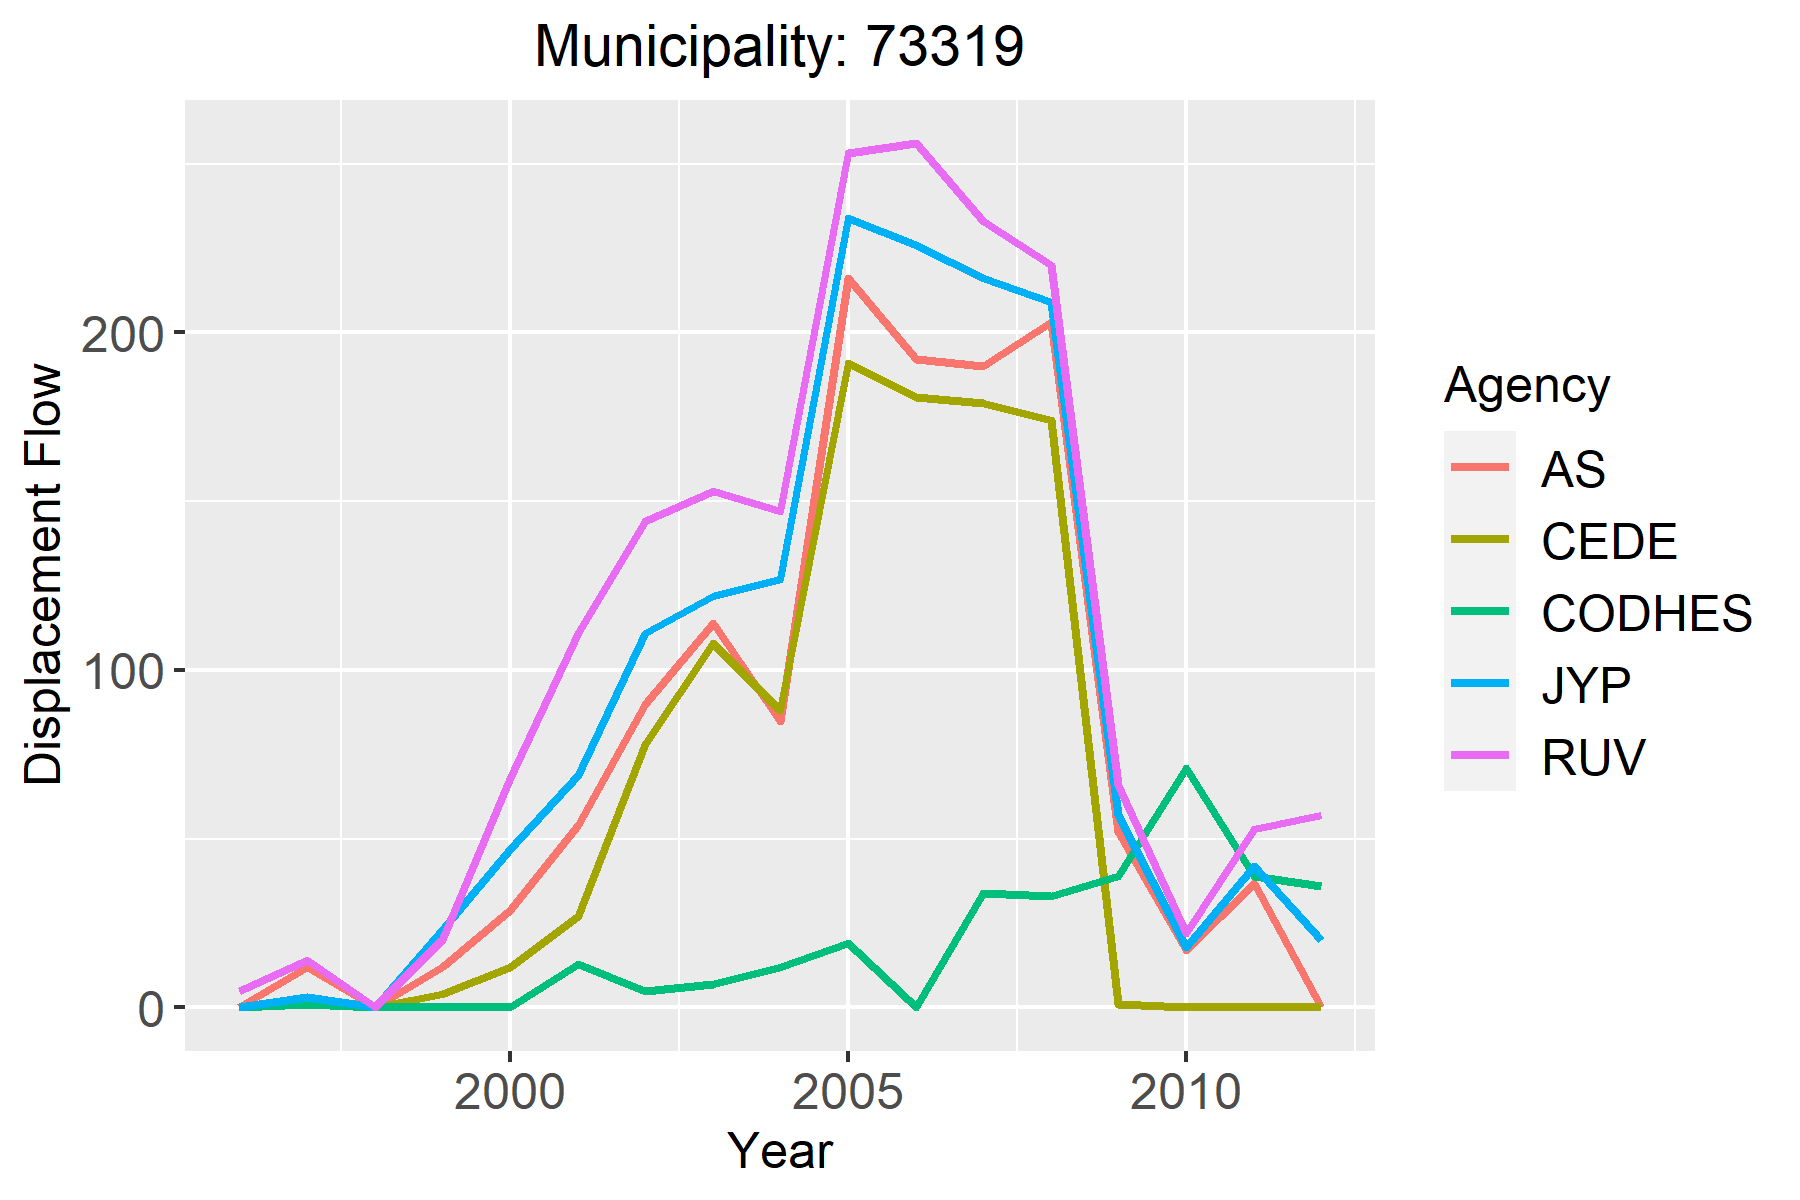 Municipality: 73319
Displacement Flow
200
100
0
2000 2005 2010
Year
Agency
AS
CEDE
CODHES
JYP
RUV